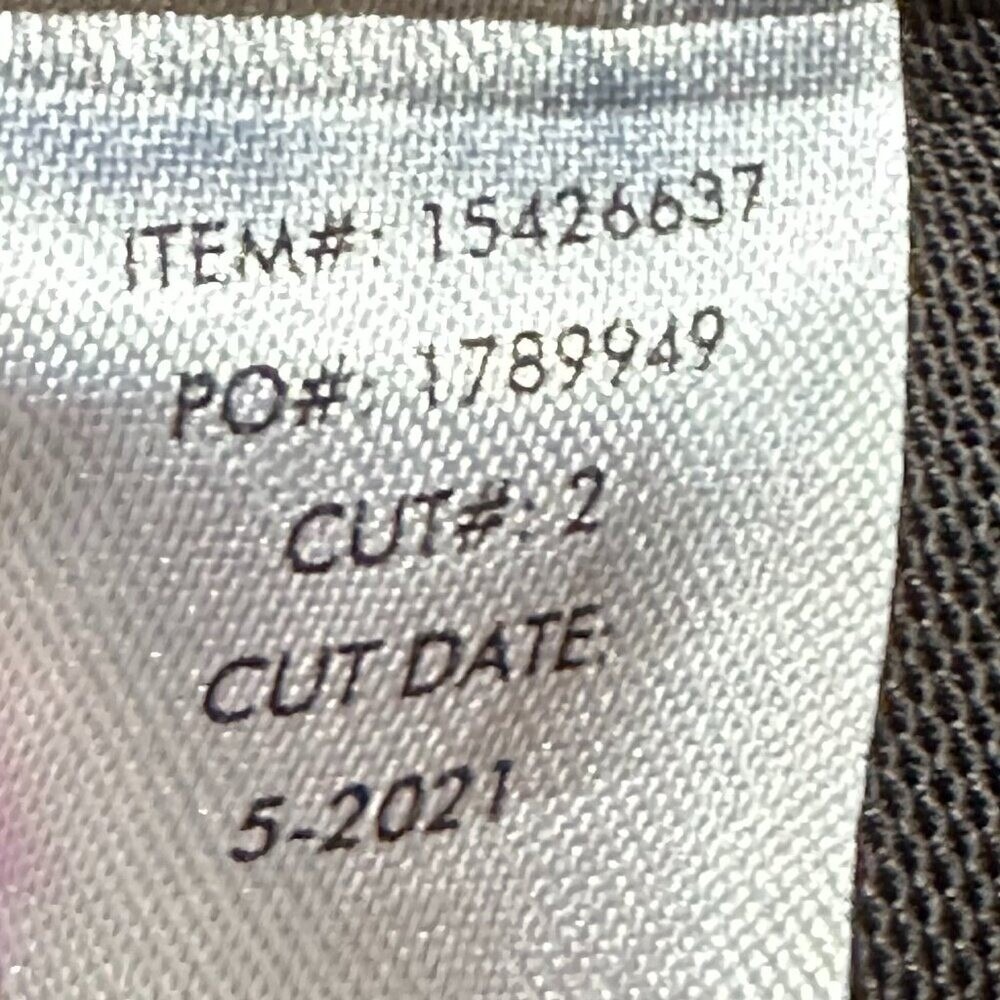 ITEM#: 15426637
PO#: 1789949
CUT#: 2
CUT DATE:
5-2021